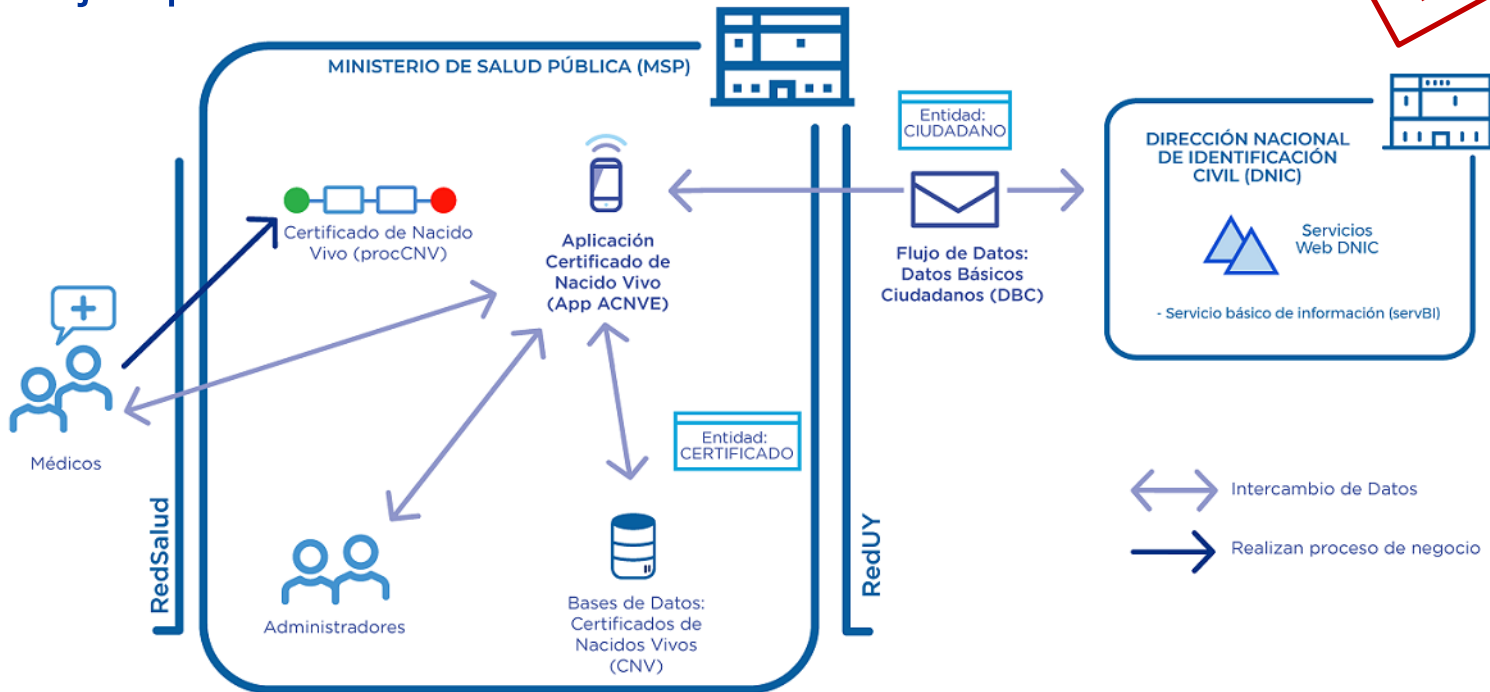 MINISTERIO DE SALUD PÚBLICA (MSP)
Entidad:
CIUDADANO
DIRECCIÓN NACIONAL
DE IDENTIFICACIÓN
CIVIL (DNIC)
Servicios
Web DNIC
- Servicio básico de información (servBI)
Certificado de Nacido
Vivo (procCNV)
Aplicación
Certificado de
Nacido Vivo
(App ACNVE)
Flujo de Datos:
Datos Básicos
Ciudadanos (DBC)
Médicos
Entidad:
CERTIFICADO
RedSalud
RedUY
Administradores
Bases de Datos:
Certificados de
Nacidos Vivos
(CNV)
Intercambio de Datos
Realizan proceso de negocio